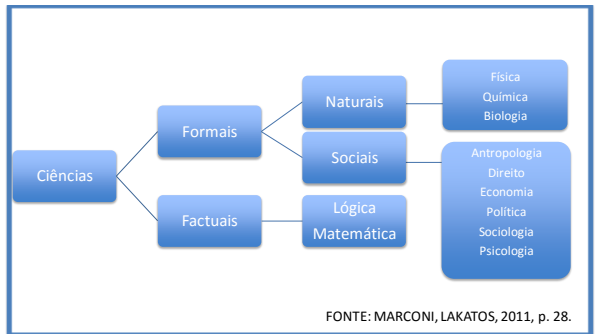 Ciências
Formais
Naturais
Física
Química
Biologia
Sociais
Antropologia
Direito
Economia
Política
Sociologia
Psicologia
Factuais
Lógica
Matemática
FONTE: MARCONI, LAKATOS, 2011, p. 28.